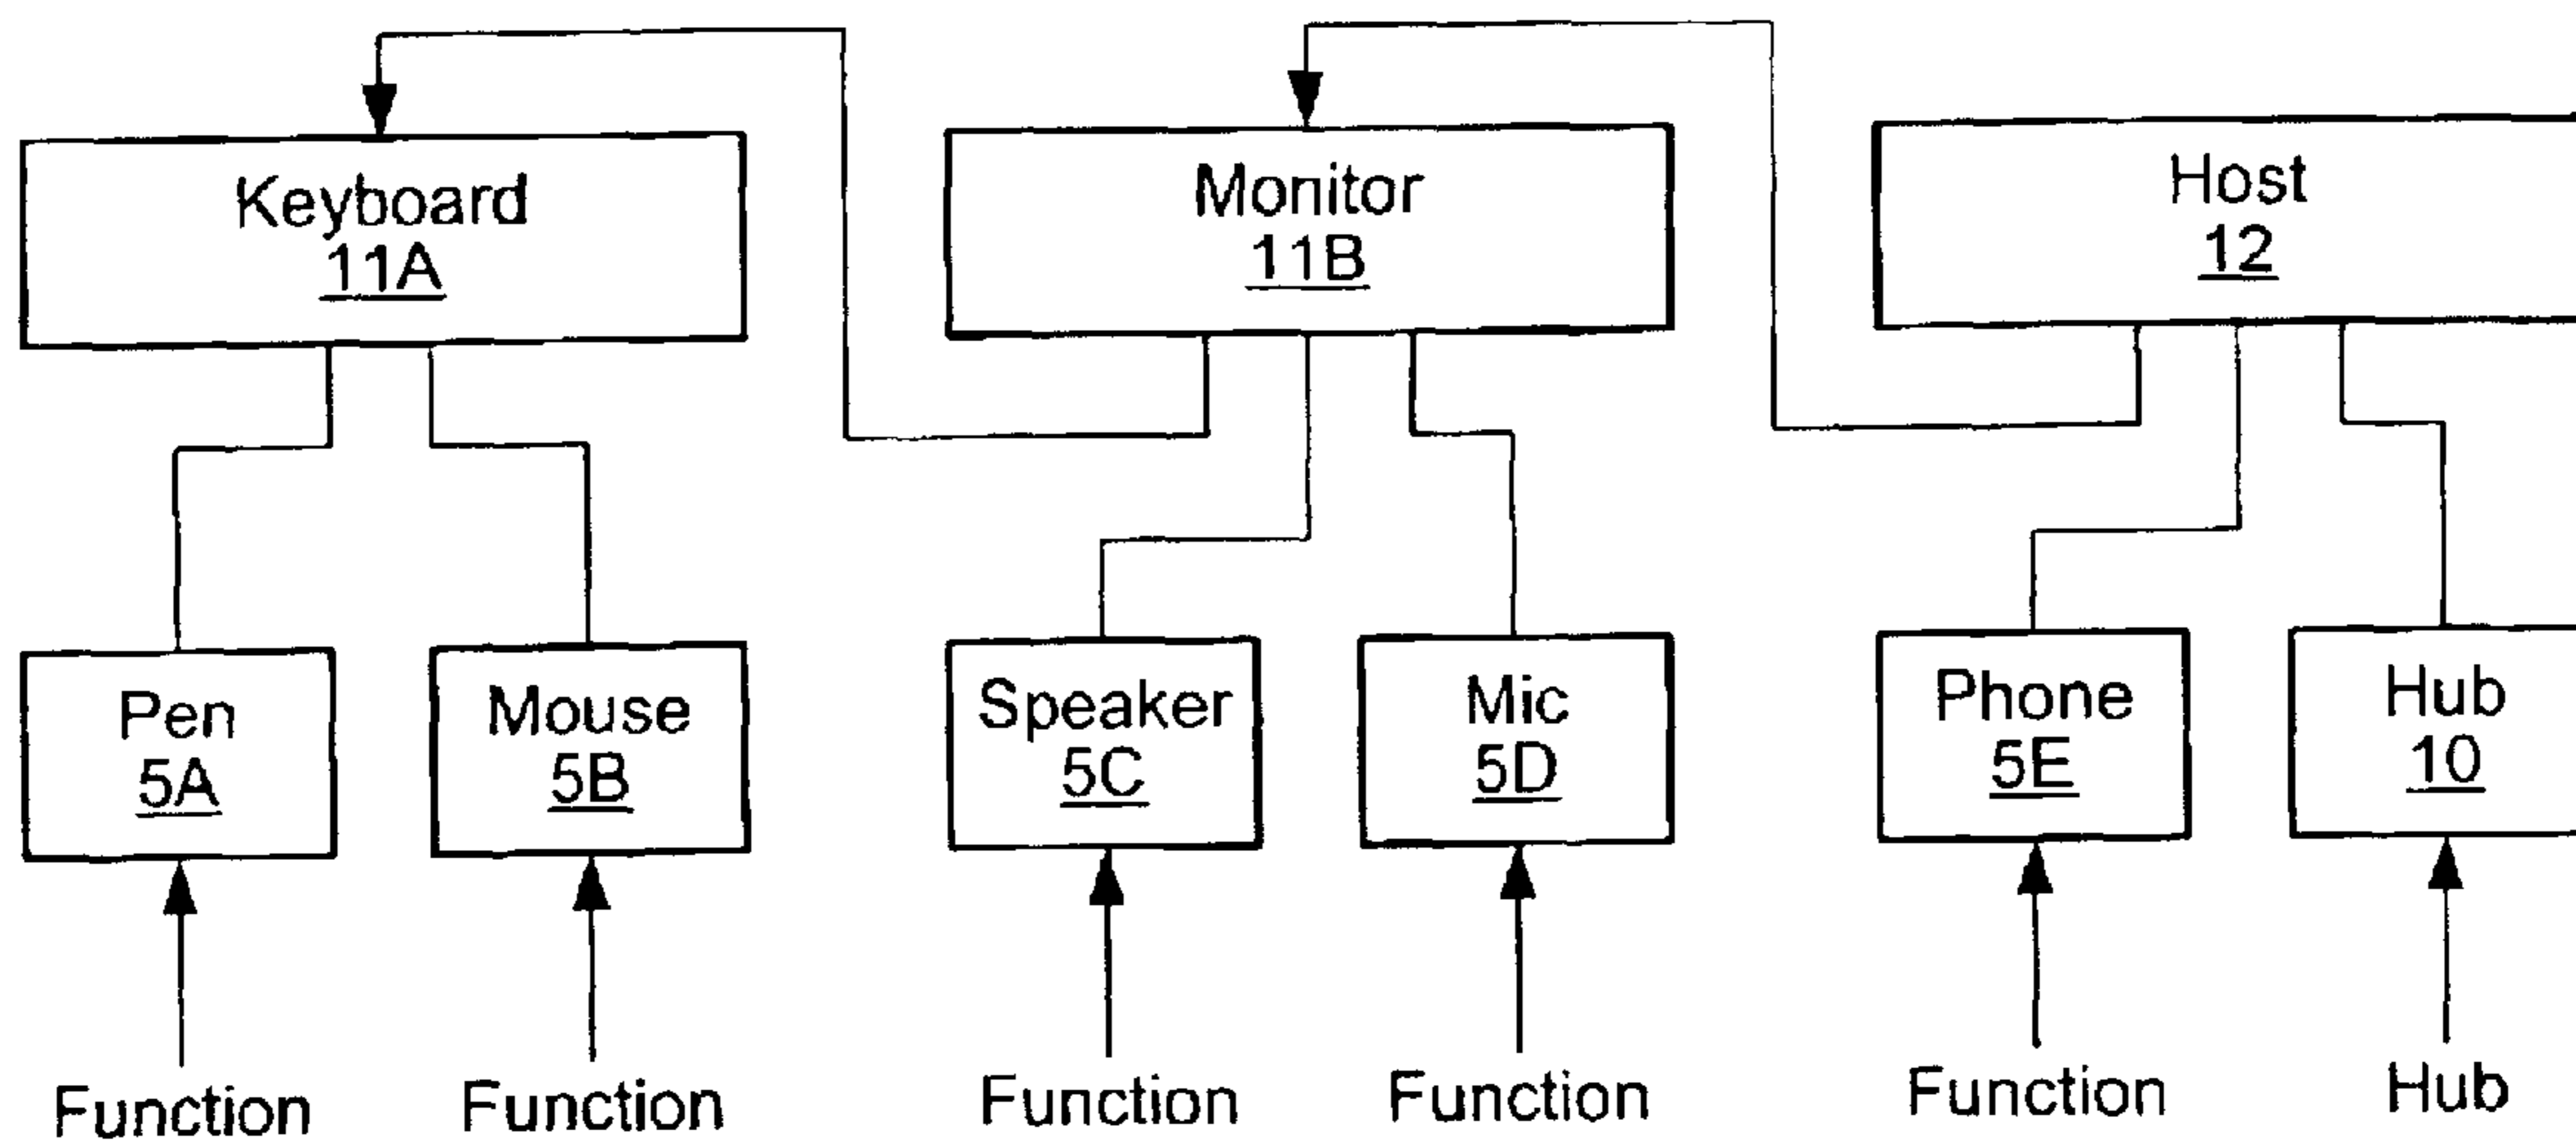 Keyboard
11A
Monitor
11B
Host
12
Pen
5A
Mouse
5B
Speaker
5C
Mic
5D
Phone
5E
Hub
10
Function
Function
Function
Function
Function
Hub